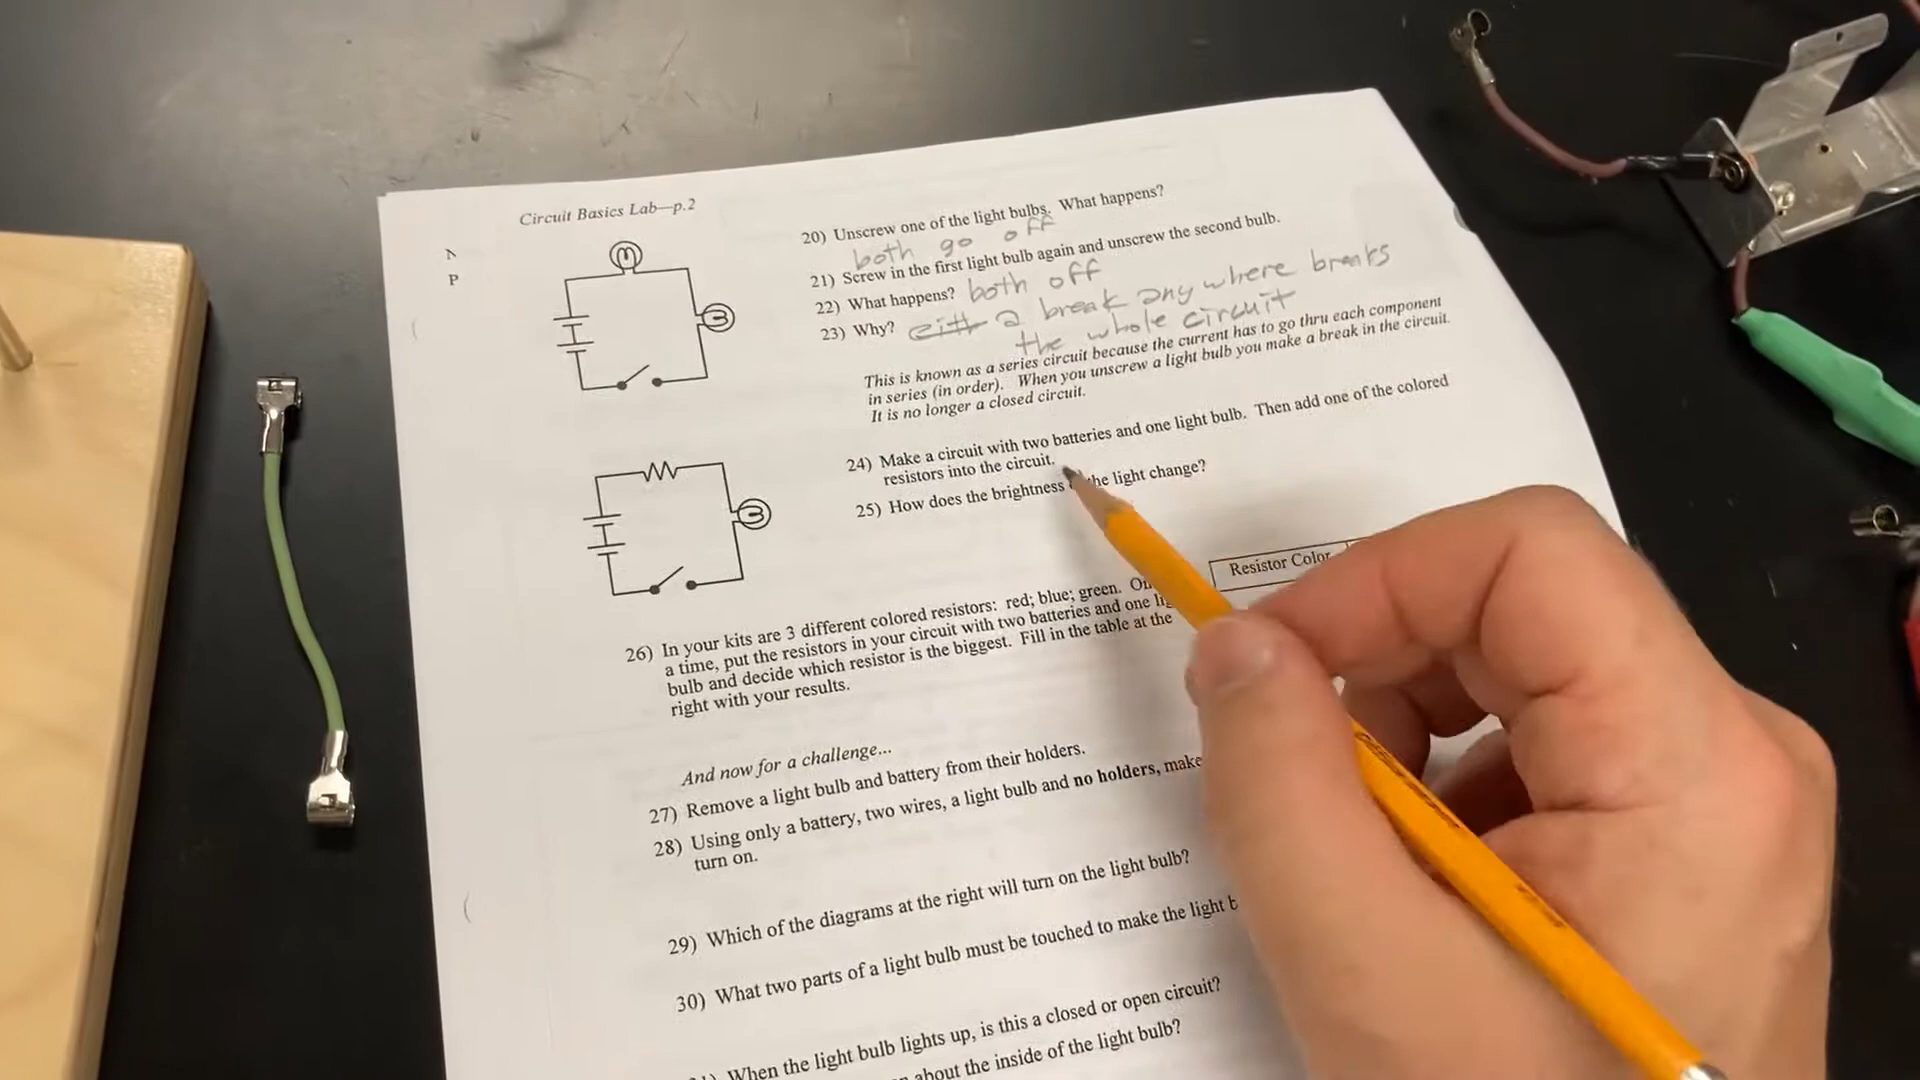 Circuit Basics Lab—p.2
P
20) Unscrew one of the light bulbs. What happens?
both go off
21) Screw in the first light bulb again and unscrew the second bulb.
22) What happens? both off
23) Why? a break anywhere breaks
the whole circuit
This is known as a series circuit because the current has to go thru each component
in series (in order). When you unscrew a light bulb you make a break in the circuit.
It is no longer a closed circuit.
24) Make a circuit with two batteries and one light bulb. Then add one of the colored
resistors into the circuit.
25) How does the brightness the light change?
Resistor Color
26) In your kits are 3 different colored resistors: red; blue; green.
a time, put the resistors in your circuit with two batteries and one
bulb and decide which resistor is the biggest. Fill in the table at the
right with your results.
And now for a challenge...
27) Remove a light bulb and battery from their holders.
28) Using only a battery, two wires, a light bulb and no holders, make
turn on.
29) Which of the diagrams at the right will turn on the light bulb?
30) What two parts of a light bulb must be touched to make the light
When the light bulb lights up, is this a closed or open circuit?
about the inside of the light bulb?